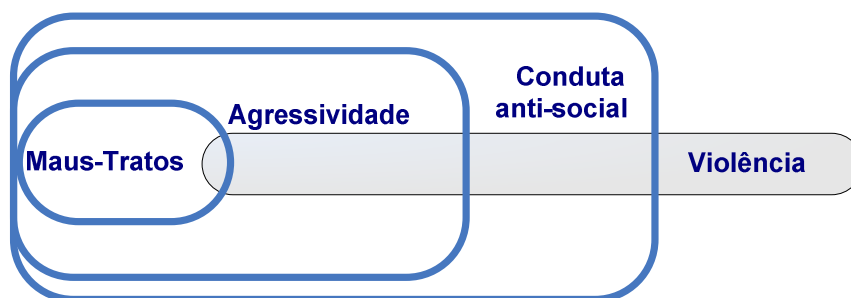 Conduta
anti-social
Agressividade
Maus-Tratos
Violência